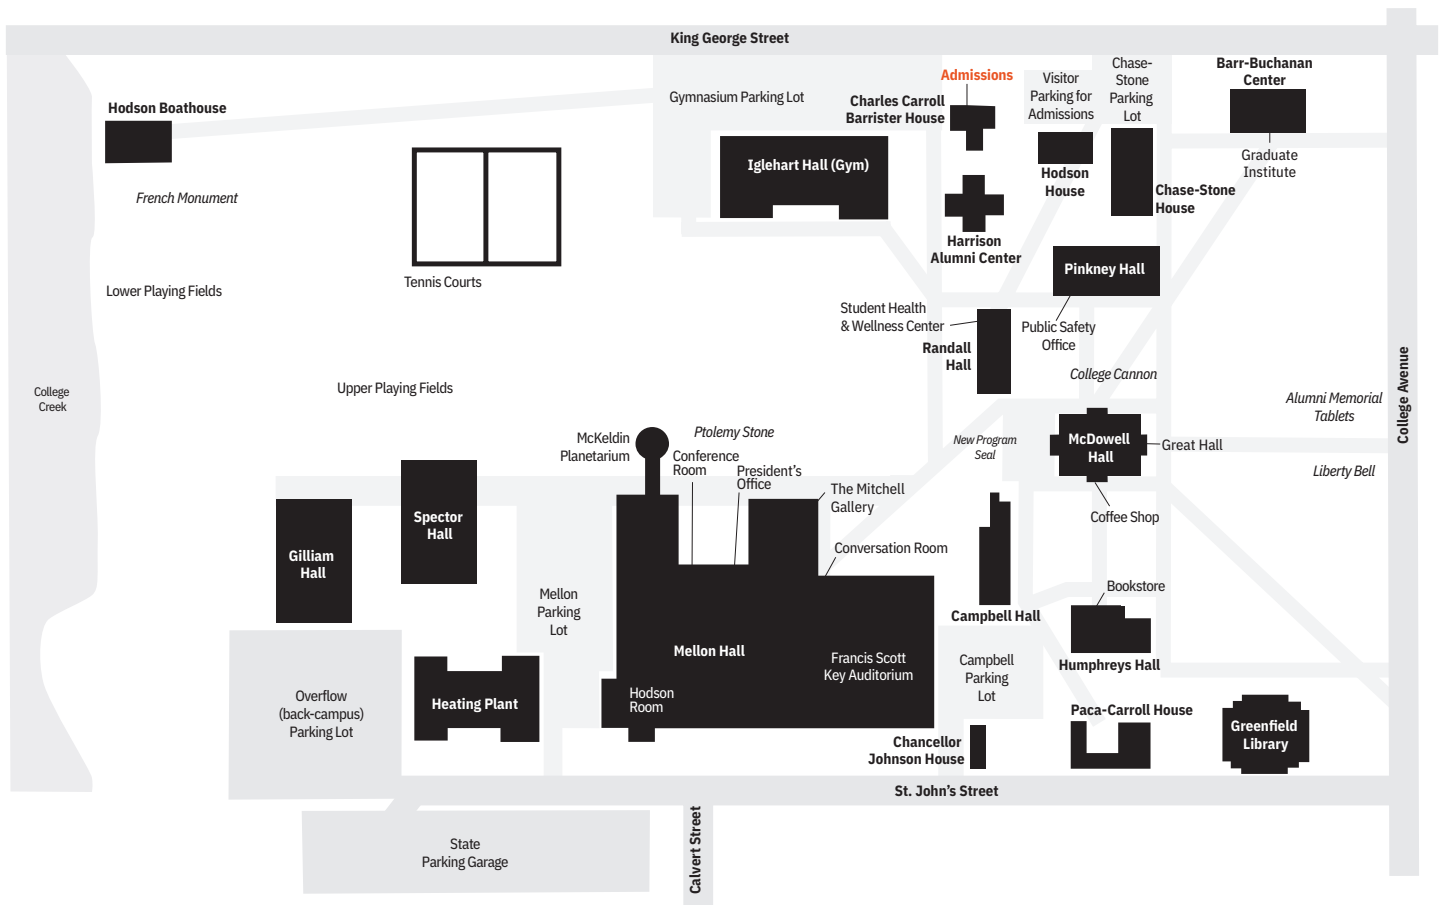 King George Street
Hodson Boathouse
French Monument
Lower Playing Fields
College
Creek
Tennis Courts
Upper Playing Fields
Gymnasium Parking Lot
Iglehart Hall (Gym)
Admissions
Charles Carroll
Barrister House
Visitor
Parking for
Admissions
Chase-
Stone
Parking
Lot
Barr-Buchanan
Center
Graduate
Institute
Hodson
House
Chase-Stone
House
Harrison
Alumni Center
Pinkney Hall
Student Health
& Wellness Center
Public Safety
Office
Randall
Hall
College Cannon
Alumni Memorial
Tablets
College Avenue
McKeldin
Planetarium
Ptolemy Stone
Conference
Room
President's
Office
New Program
Seal
McDowell
Hall
Great Hall
Liberty Bell
The Mitchell
Gallery
Coffee Shop
Spector
Hall
Gilliam
Hall
Conversation Room
Mellon
Parking
Lot
Mellon Hall
Francis Scott
Key Auditorium
Hodson
Room
Campbell Hall
Bookstore
Humphreys Hall
Campbell
Parking
Lot
Overflow
(back-campus)
Parking Lot
Heating Plant
Chancellor
Johnson House
Paca-Carroll House
Greenfield
Library
St. John's Street
Calvert Street
State
Parking Garage